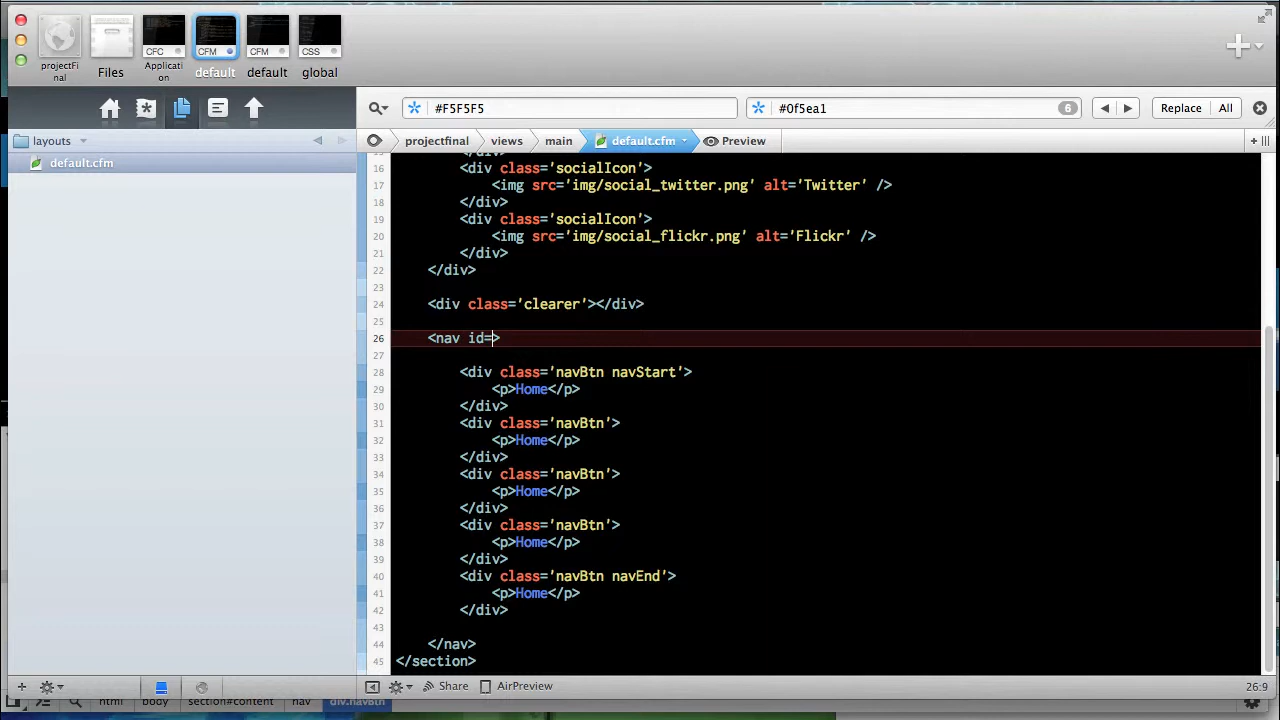 CFC
CFM
CFM
CSS
projectFi
nal
Files
Applicati
on
default
default
global
#F5F5F5
#0f5ea1
6
Replace
All
layouts
projectfinal
views
main
default.cfm
Preview
default.cfm
16 <div class='socialIcon'>
17 <img src='img/social_twitter.png' alt='Twitter' />
18 </div>
19 <div class='socialIcon'>
20 <img src='img/social_flickr.png' alt='Flickr' />
21 </div>
22 </div>
23
24 <div class='clearer'></div>
25
26 <nav id=>
27
28 <div class='navBtn navStart'>
29 <p>Home</p>
30 </div>
31 <div class='navBtn'>
32 <p>Home</p>
33 </div>
34 <div class='navBtn'>
35 <p>Home</p>
36 </div>
37 <div class='navBtn'>
38 <p>Home</p>
39 </div>
40 <div class='navBtn navEnd'>
41 <p>Home</p>
42 </div>
43
44 </nav>
45 </section>
Share
AirPreview
26:9
html
body
section#content
nav
div.navBtn